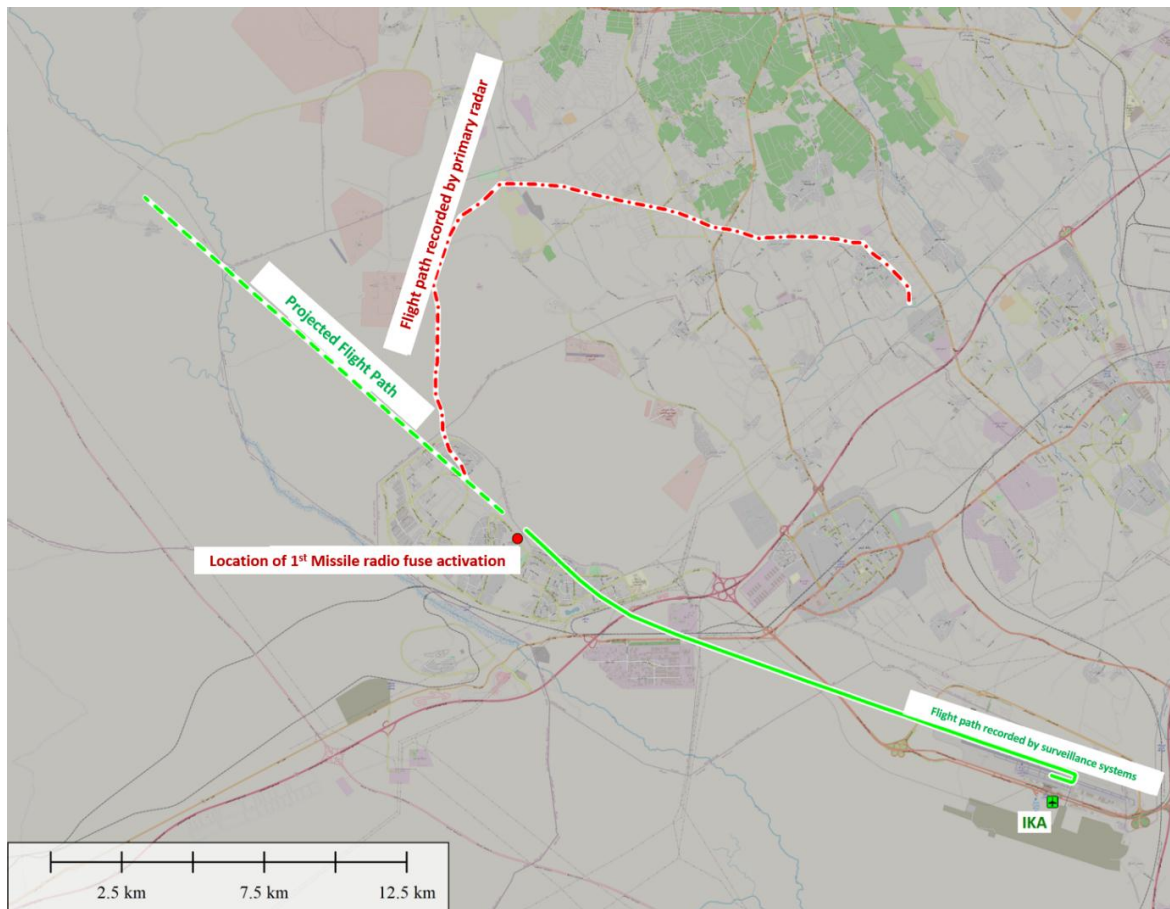 Flight path recorded by primary radar
Projected Flight Path
Location of 1st Missile radio fuse activation
Flight path recorded by surveillance systems
IKA
2.5 km
7.5 km
12.5 km